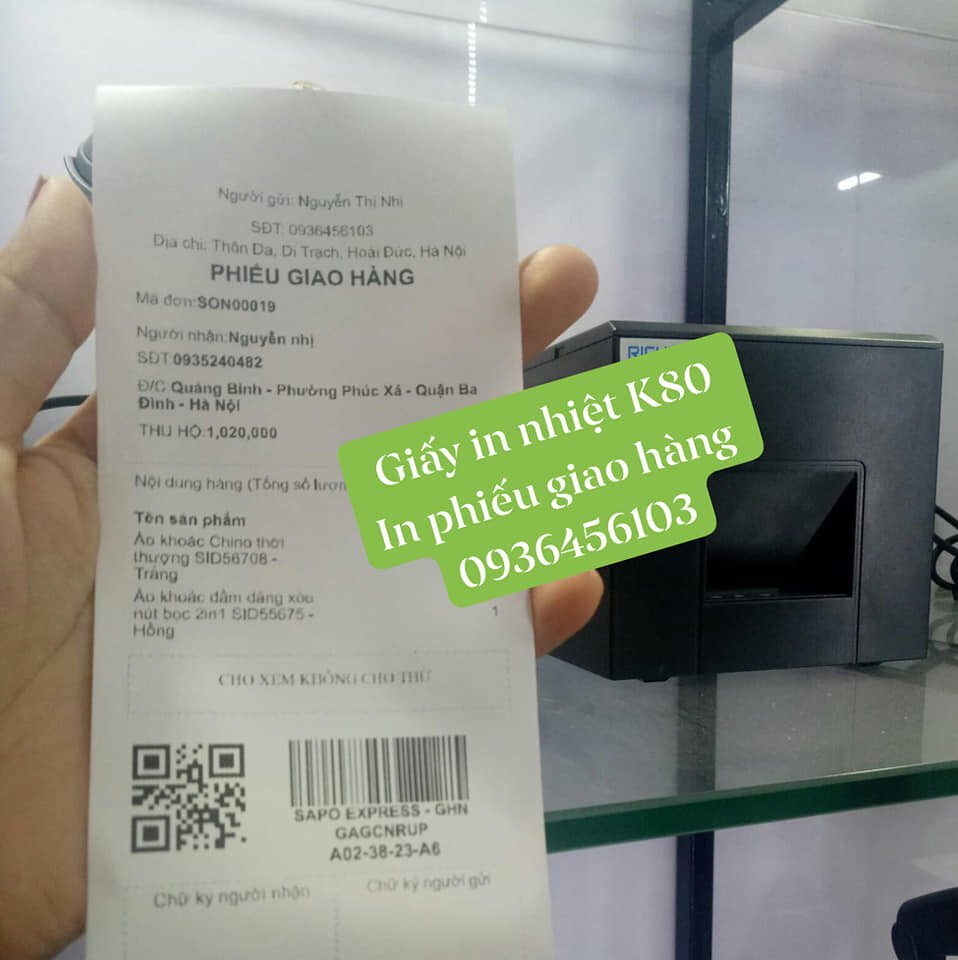 Người gửi: Nguyễn Thị Nhị
SĐT: 0936456103
Địa chỉ: Thôn Đa, Di Trạch, Hoài Đức, Hà Nội
PHIẾU GIAO HÀNG
Mã đơn:SON00019
Người nhận:Nguyễn nhị
SĐT:0935240482
Đ/C:Quảng Bình - Phường Phúc Xá - Quận Ba
Đình - Hà Nội
THU HỘ:1,020,000
Nội dung hàng (Tổng số
Tên sản phẩm
Áo khoác Chino thời
thượng SID56708 -
Trắng
Áo khoác đầm dáng xòe
nút bọc 2in1 SID55675 -
Hồng
1
CHO XEM KHÔNG CHO THỬ
SAPO EXPRESS - GHN
GAGCNRUP
A02-38-23-A6
Chữ ký người nhận
Chữ ký người gửi
Giấy in nhiệt K80
In phiếu giao hàng
0936456103